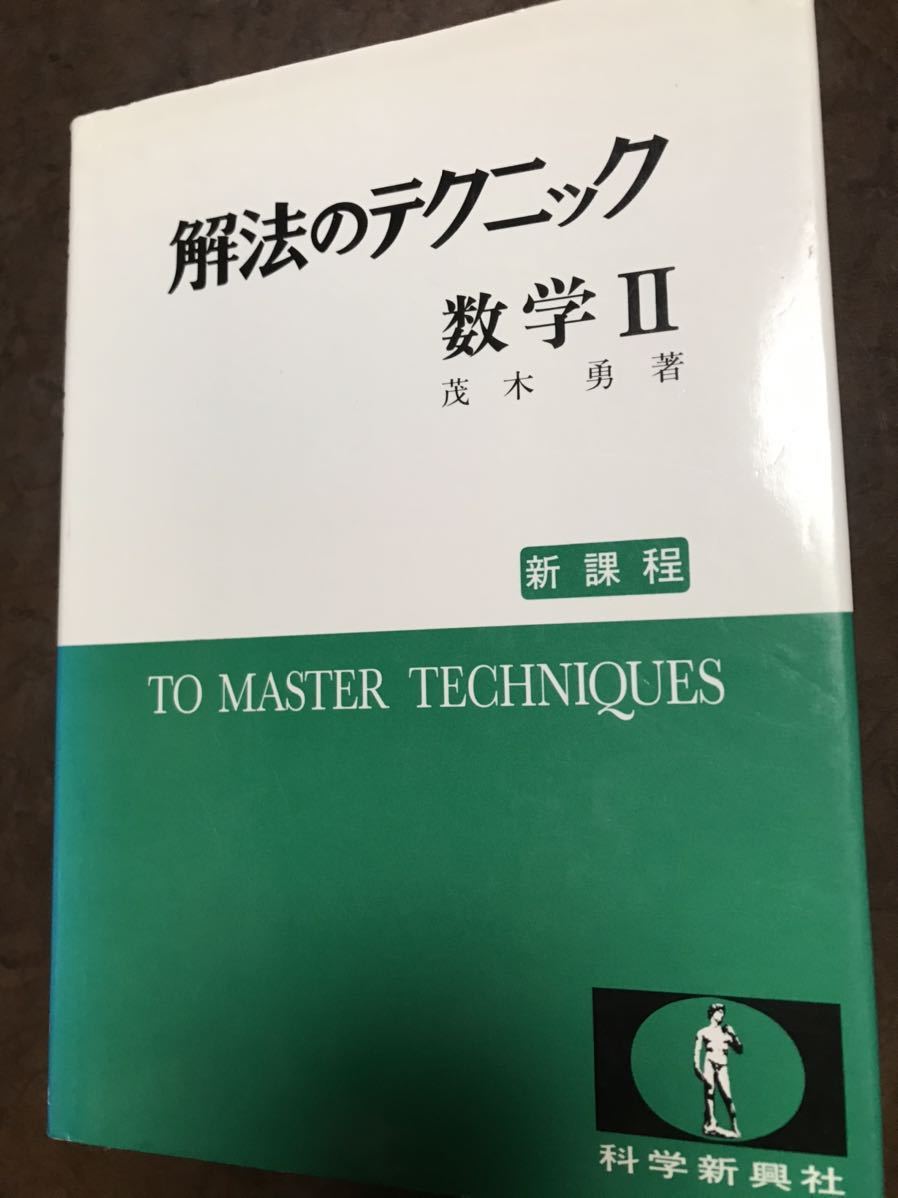 解法のテクニック
数学II
茂木 勇著
新課程
TO MASTER TECHNIQUES
科学新興社